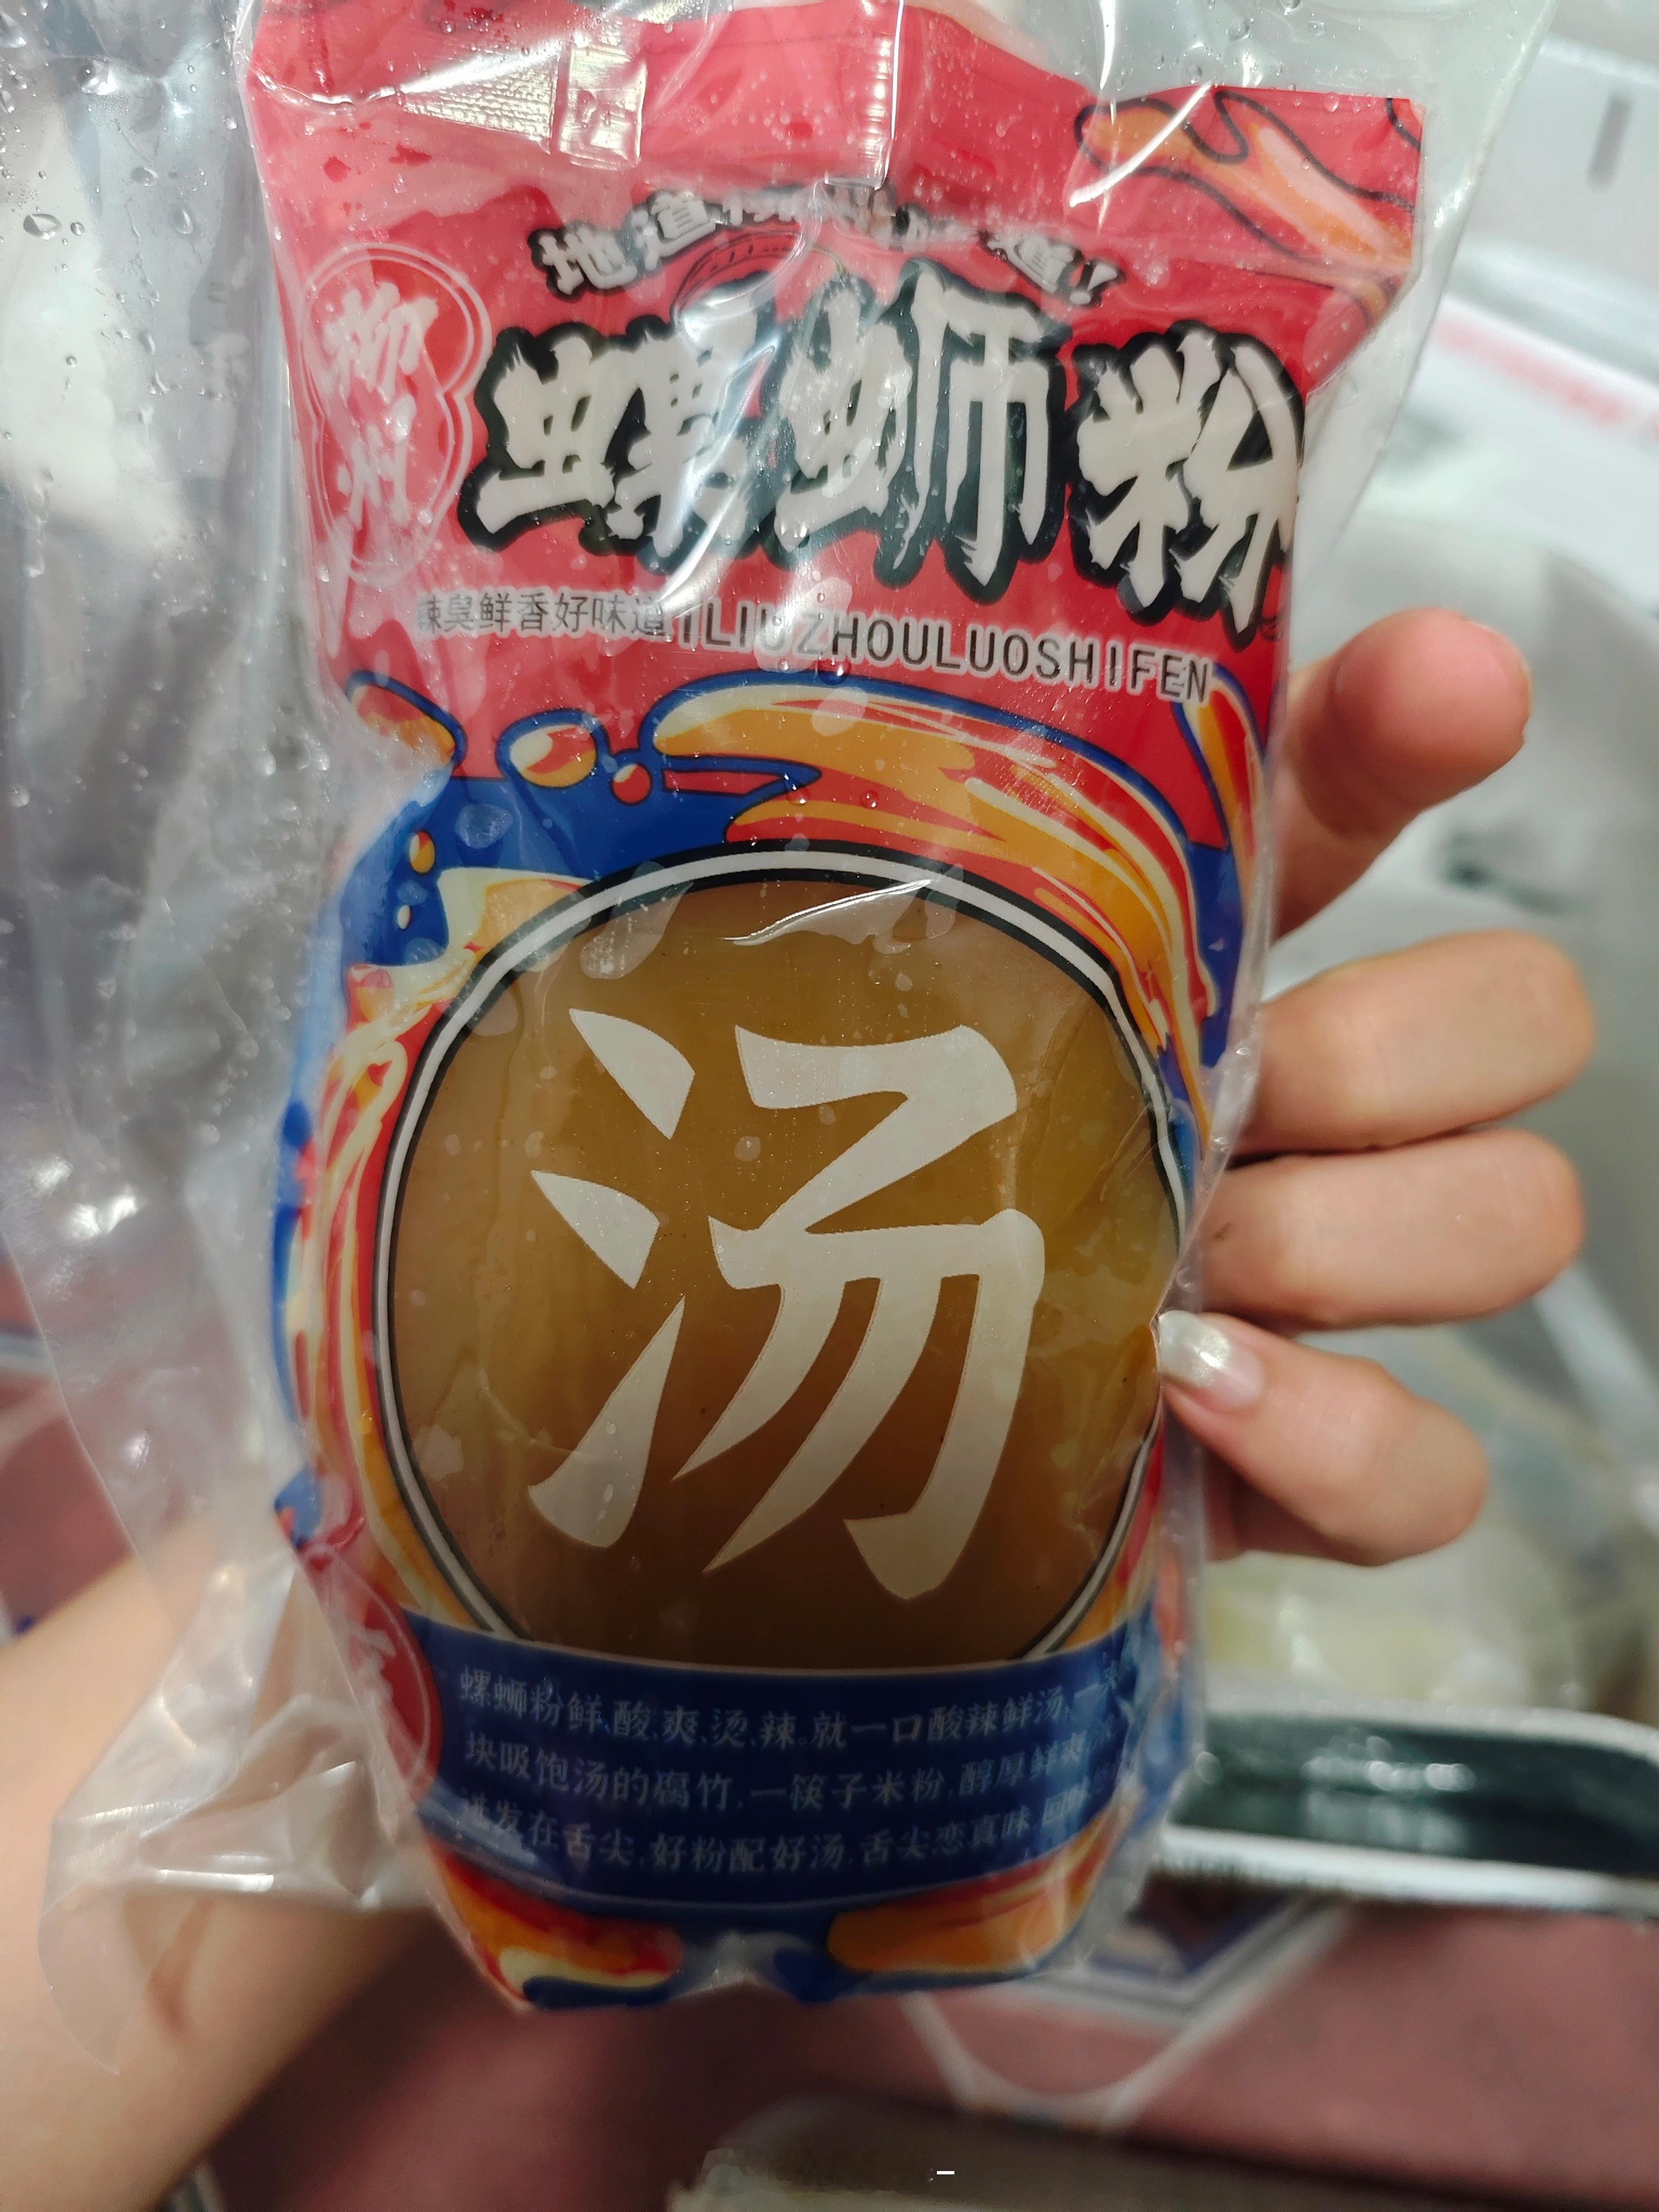 地道
道!
柳州
螺蛳粉
辣臭鲜香好味道 LIUZHOULUOSHIFEN
汤
螺蛳粉鲜、酸、爽、烫、辣。就一口酸辣鲜汤,一
块吸饱汤的腐竹,一筷子米粉,醇厚鲜爽
迸发在舌尖,好粉配好汤,舌尖恋真味